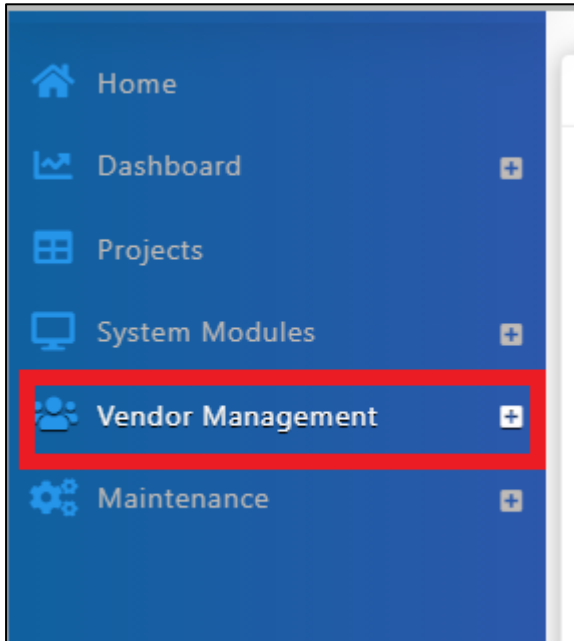 Home
Dashboard
Projects
System Modules
Vendor Management
Maintenance